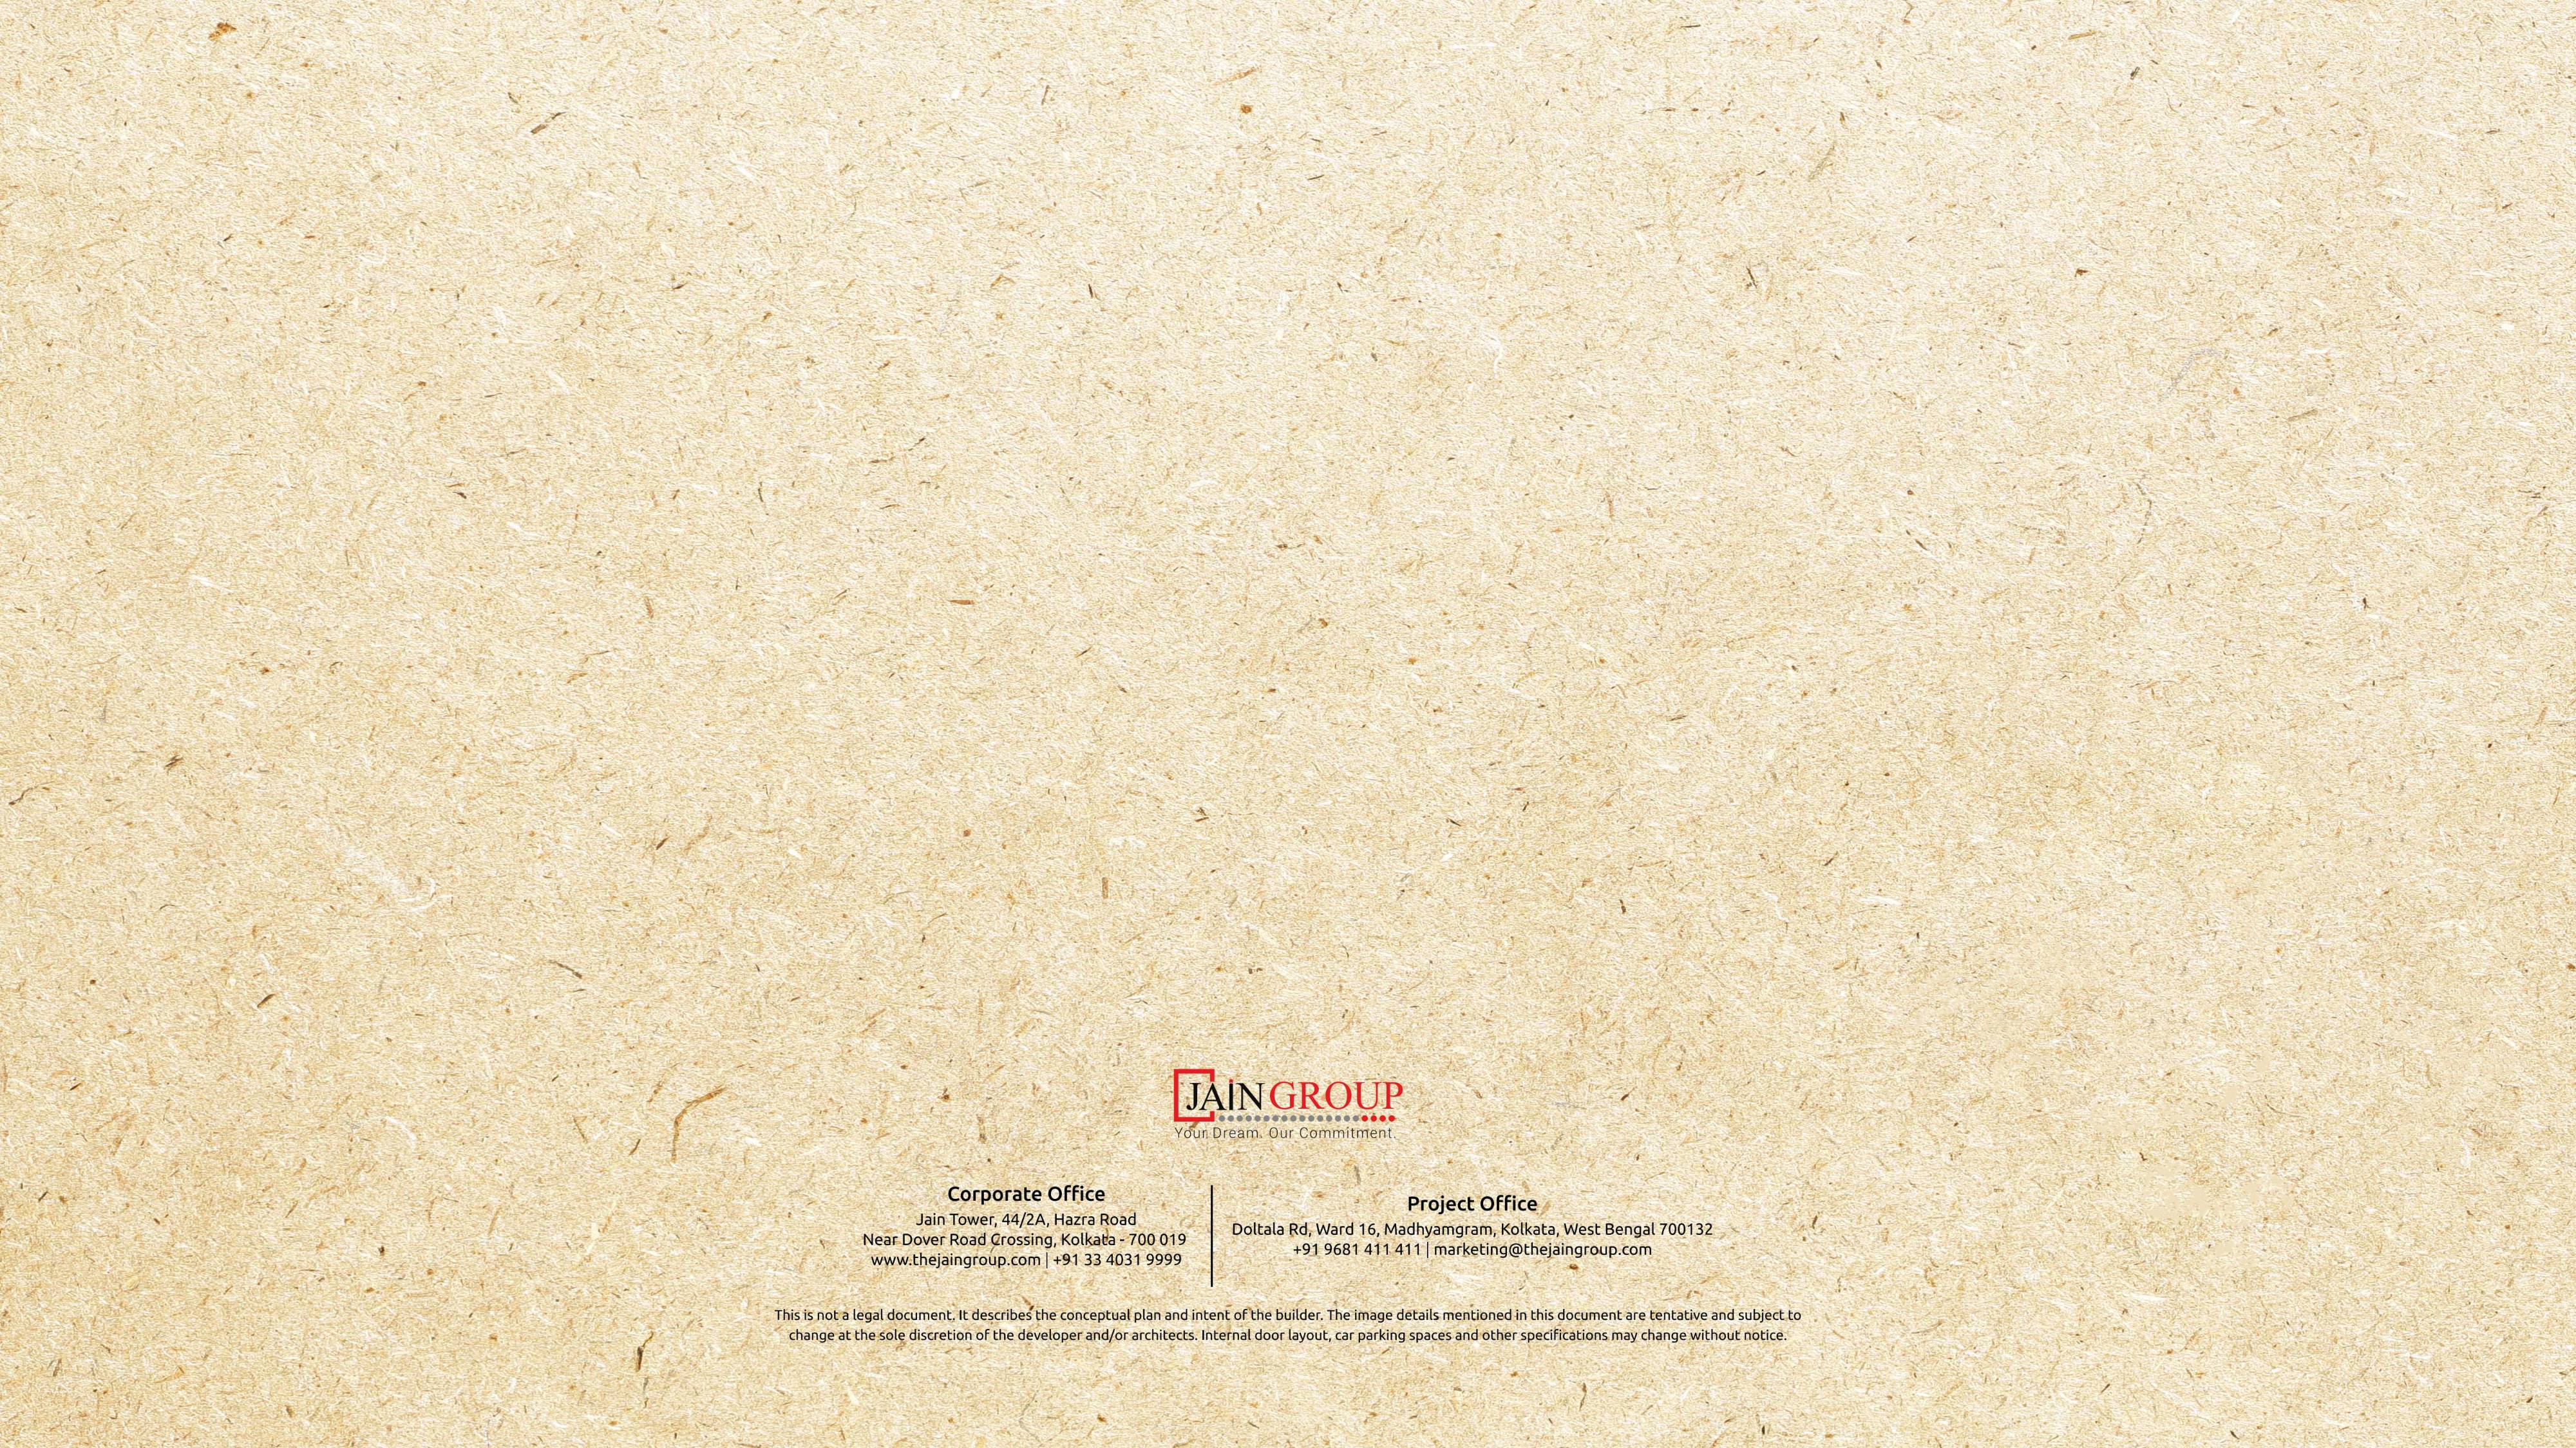 JAIN GROUP
Your Dream. Our Commitment.
Corporate Office
Jain Tower, 44/2A, Hazra Road
Near Dover Road Crossing, Kolkata - 700 019
www.thejaingroup.com | +91 33 4031 9999
Project Office
Doltala Rd, Ward 16, Madhyamgram, Kolkata, West Bengal 700132
+91 9681 411 411 | marketing@thejaingroup.com
This is not a legal document. It describes the conceptual plan and intent of the builder. The image details mentioned in this document are tentative and subject to
change at the sole discretion of the developer and/or architects. Internal door layout, car parking spaces and other specifications may change without notice.